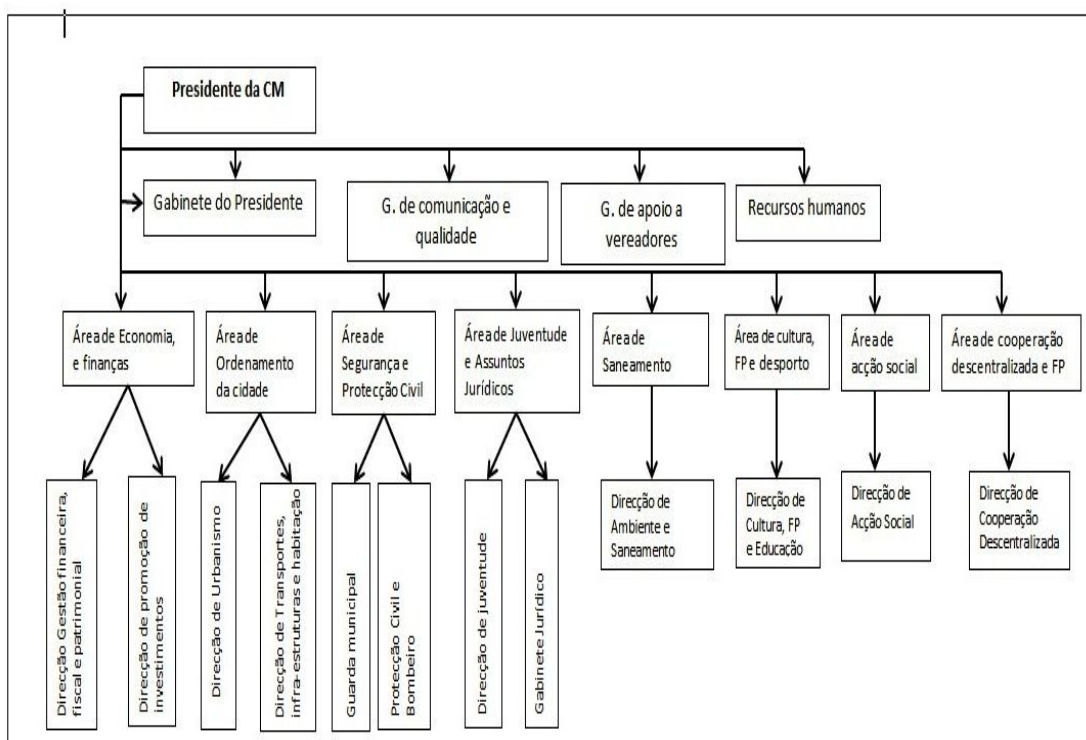 Presidente da CM
Gabinete do Presidente
G. de comunicação e
qualidade
G. de apoio a
vereadores
Recursos humanos
Área de Economia,
e finanças
Área de
Ordenamento
da cidade
Área de
Segurança e
Protecção Civil
Área de Juventude
e Assuntos
Jurídicos
Área de
Saneamento
Área de cultura,
FP e desporto
Área de
acção social
Área de cooperação
descentralizada e FP
Direcção Gestão financeira,
fiscal e patrimonial
Direcção de promoção de
investimentos
Direcção de Urbanismo
Direcção de Transportes,
infra-estruturas e habitação
Guarda municipal
Protecção Civil e
Bombeiro
Direcção de juventude
Gabinete Jurídico
Direcção de
Ambiente e
Saneamento
Direcção de
Cultura, FP
e Educação
Direcção de
Acção Social
Direcção de
Cooperação
Descentralizada